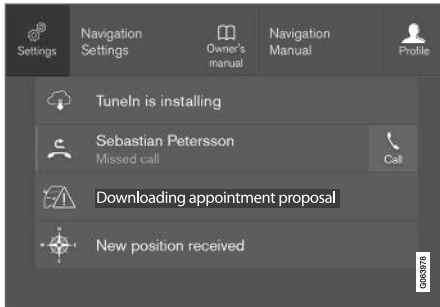 Settings
Navigation
Settings
Owner's
manual
Navigation
Manual
Profile
TuneIn is installing
Sebastian Petersson
Missed call
Call
Downloading appointment proposal
New position received
G063978